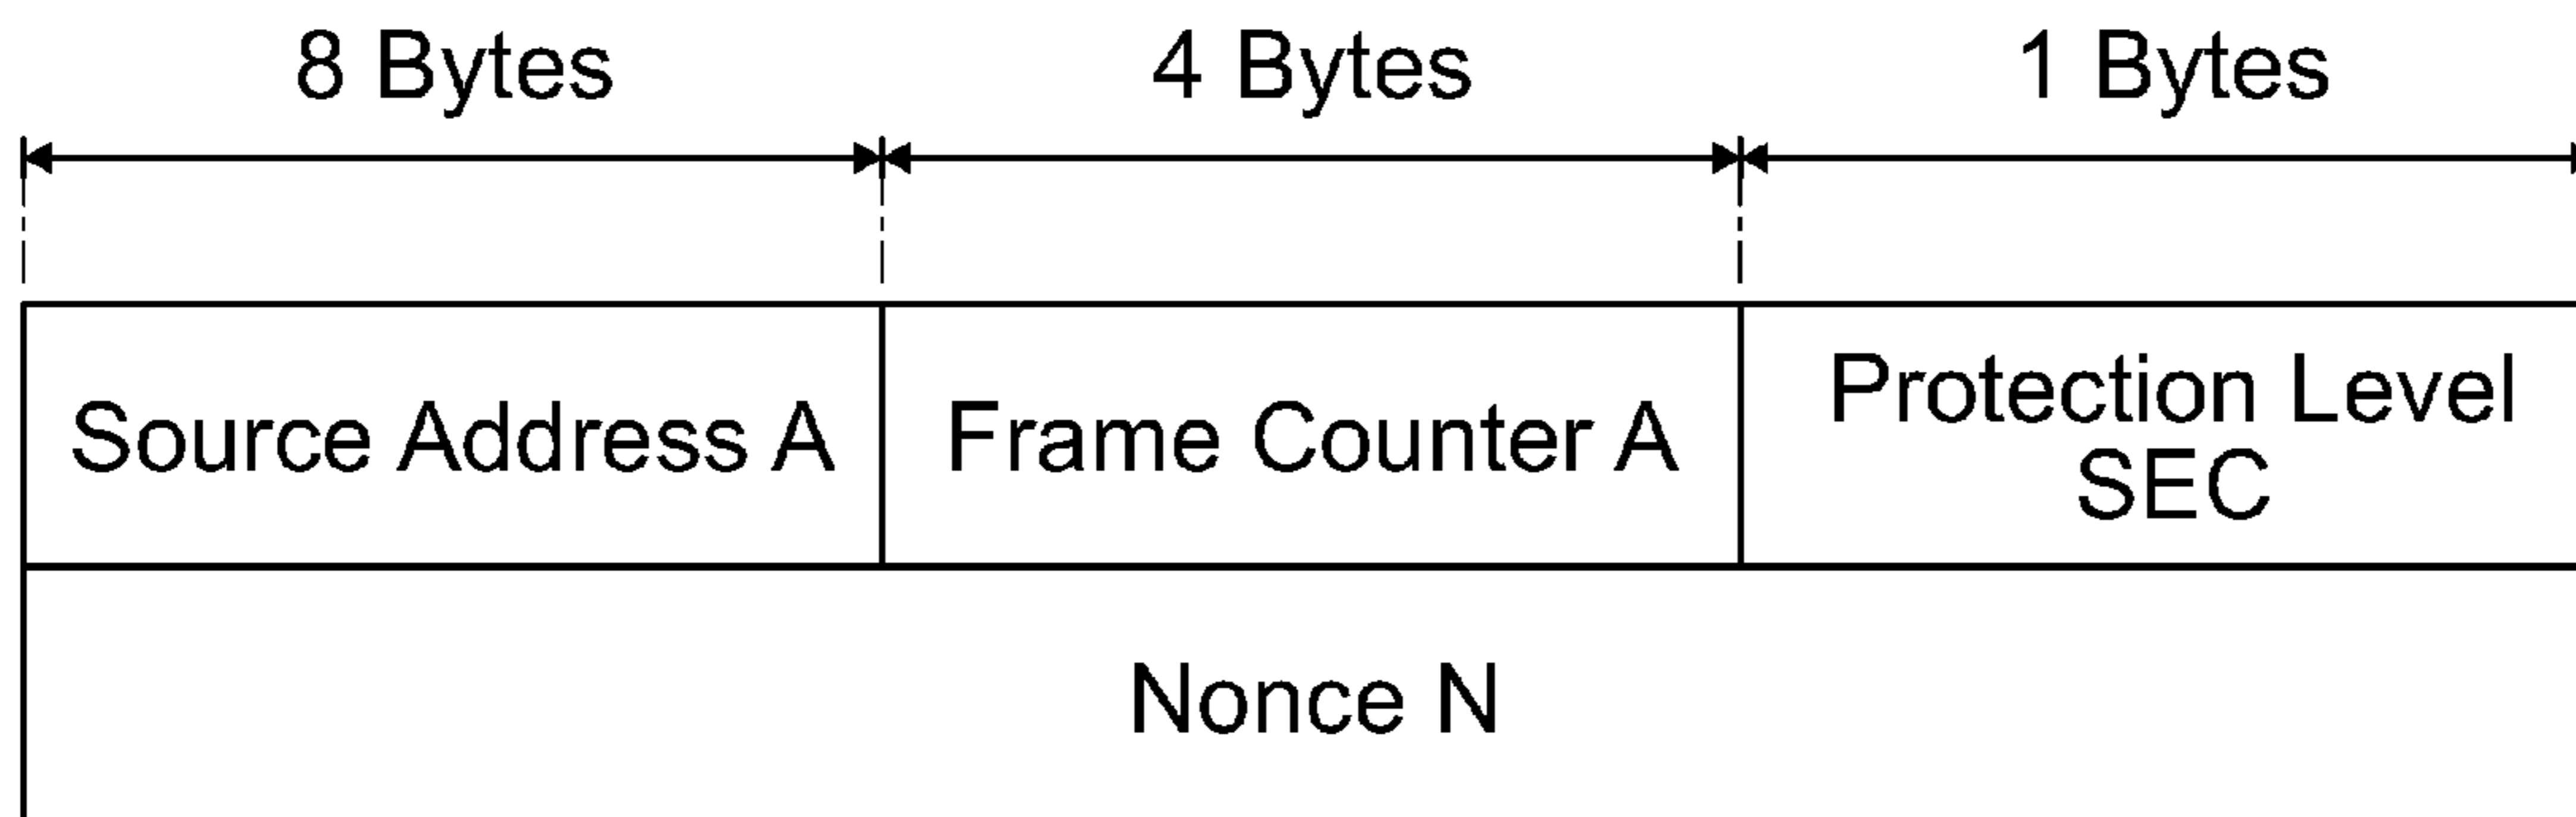 8 Bytes 4 Bytes 1 Bytes
Source Address A Frame Counter A Protection Level
SEC
Nonce N